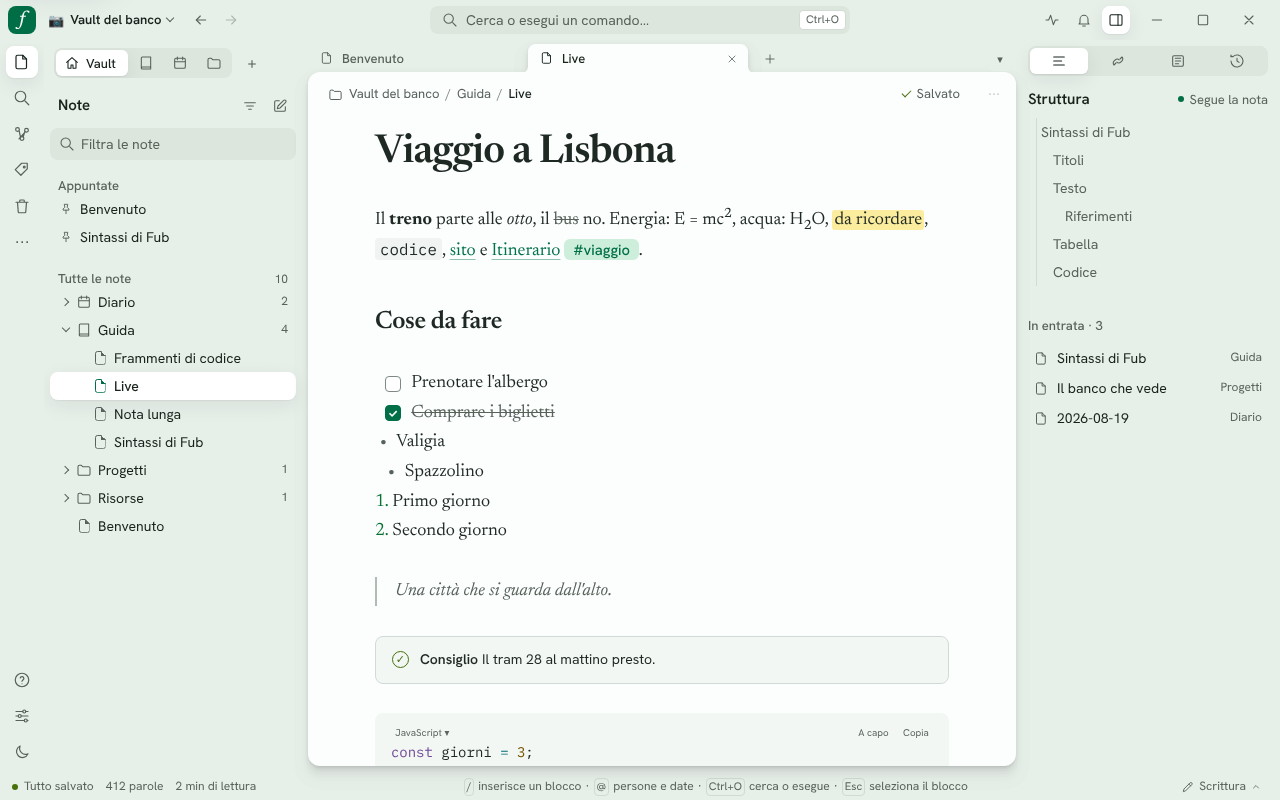 f Vault del banco
Cerca o esegui un comando... Ctrl+O
Vault
Benvenuto
Live
Note
Filtra le note
Appuntate
Benvenuto
Sintassi di Fub
Tutte le note 10
Diario 2
Guida 4
Frammenti di codice
Live
Nota lunga
Sintassi di Fub
Progetti 1
Risorse 1
Benvenuto
Vault del banco / Guida / Live
Salvato
Viaggio a Lisbona
Il treno parte alle otto, il bus no. Energia: E = mc², acqua: H₂O, da ricordare,
codice, sito e Itinerario #viaggio.
Cose da fare
Prenotare l'albergo
Comprare i biglietti
• Valigia
• Spazzolino
1. Primo giorno
2. Secondo giorno
Una città che si guarda dall'alto.
Consiglio Il tram 28 al mattino presto.
JavaScript A capo Copia
const giorni = 3;
Struttura
Segue la nota
Sintassi di Fub
Titoli
Testo
Riferimenti
Tabella
Codice
In entrata · 3
Sintassi di Fub Guida
Il banco che vede Progetti
2026-08-19 Diario
Tutto salvato 412 parole 2 min di lettura
/ inserisce un blocco · @ persone e date · Ctrl+O cerca o esegue · Esc seleziona il blocco
Scrittura